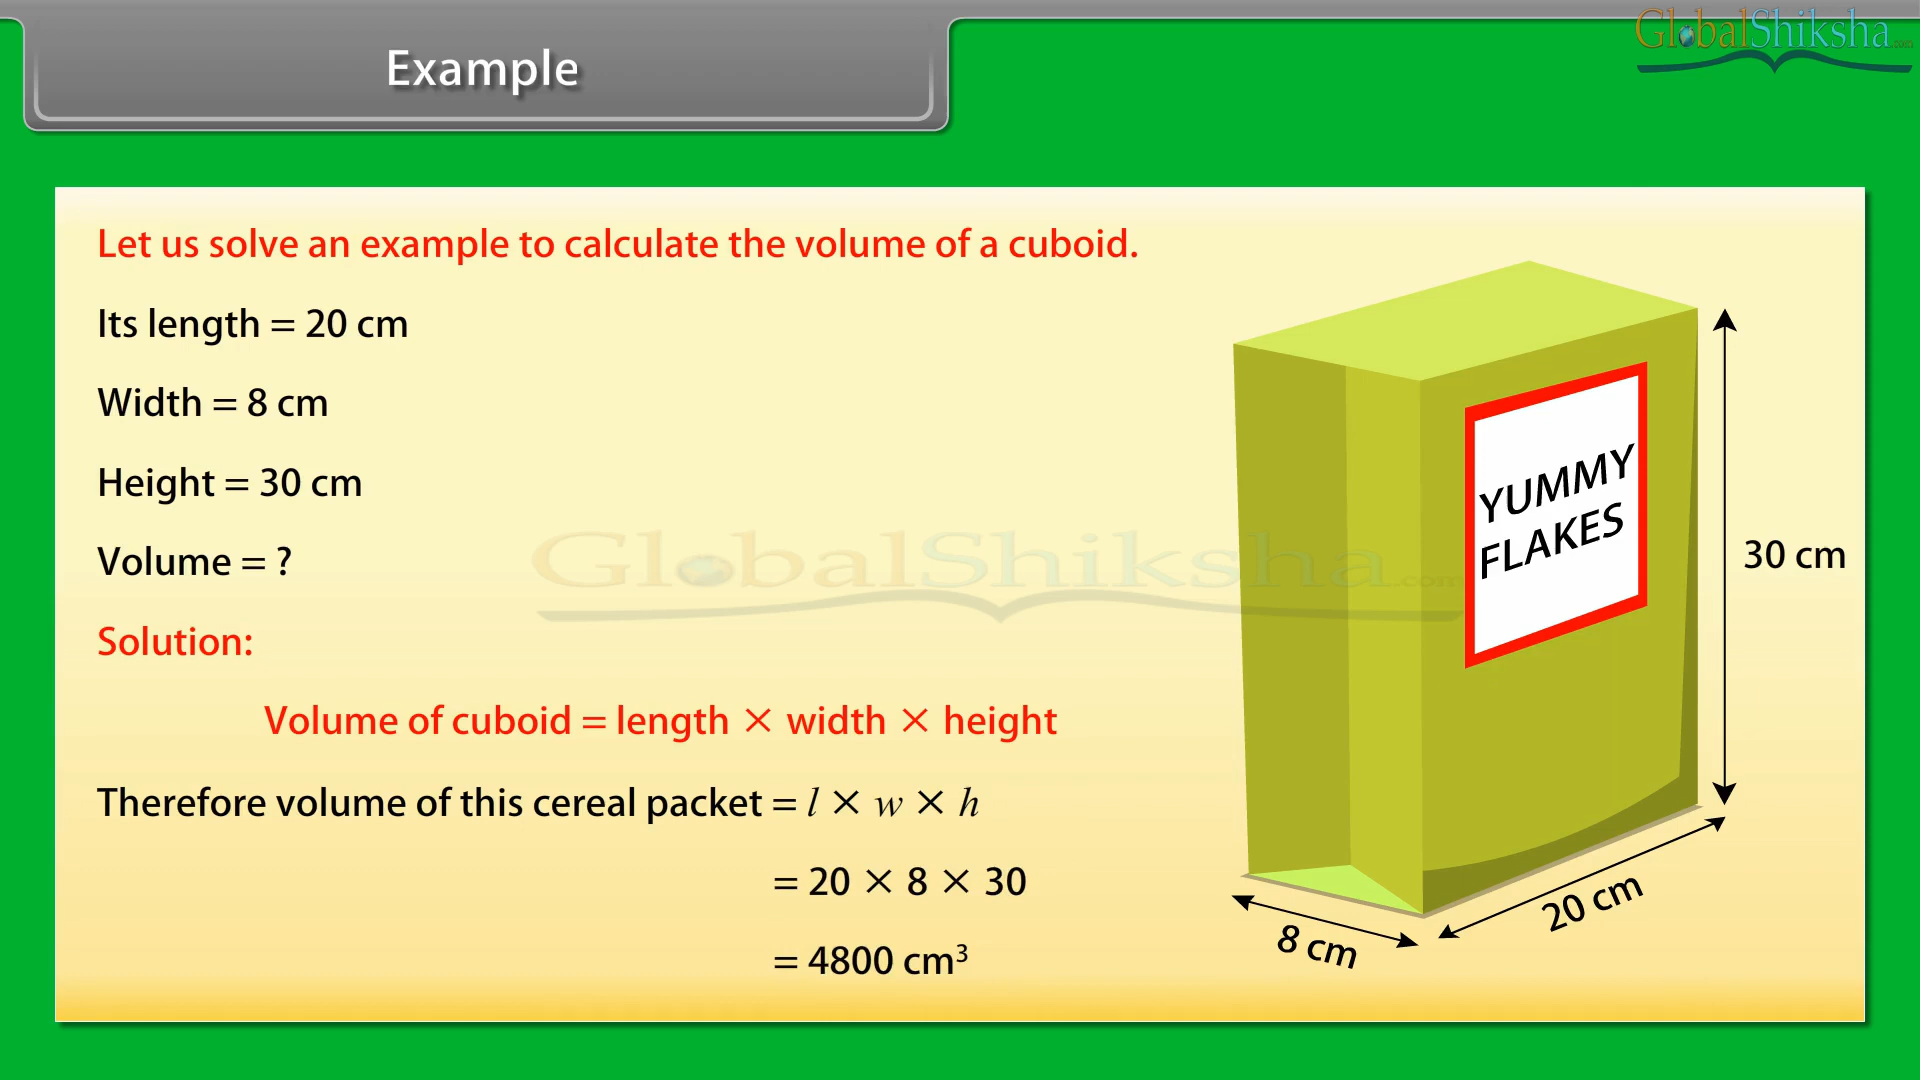 Example
GlobalShiksha.com
Let us solve an example to calculate the volume of a cuboid.
Its length = 20 cm
Width = 8 cm
Height = 30 cm
Volume = ?
Solution:
Volume of cuboid = length × width × height
Therefore volume of this cereal packet = l × w × h
= 20 × 8 × 30
= 4800 cm³
YUMMY
FLAKES
30 cm
20 cm
8 cm
GlobalShiksha.com